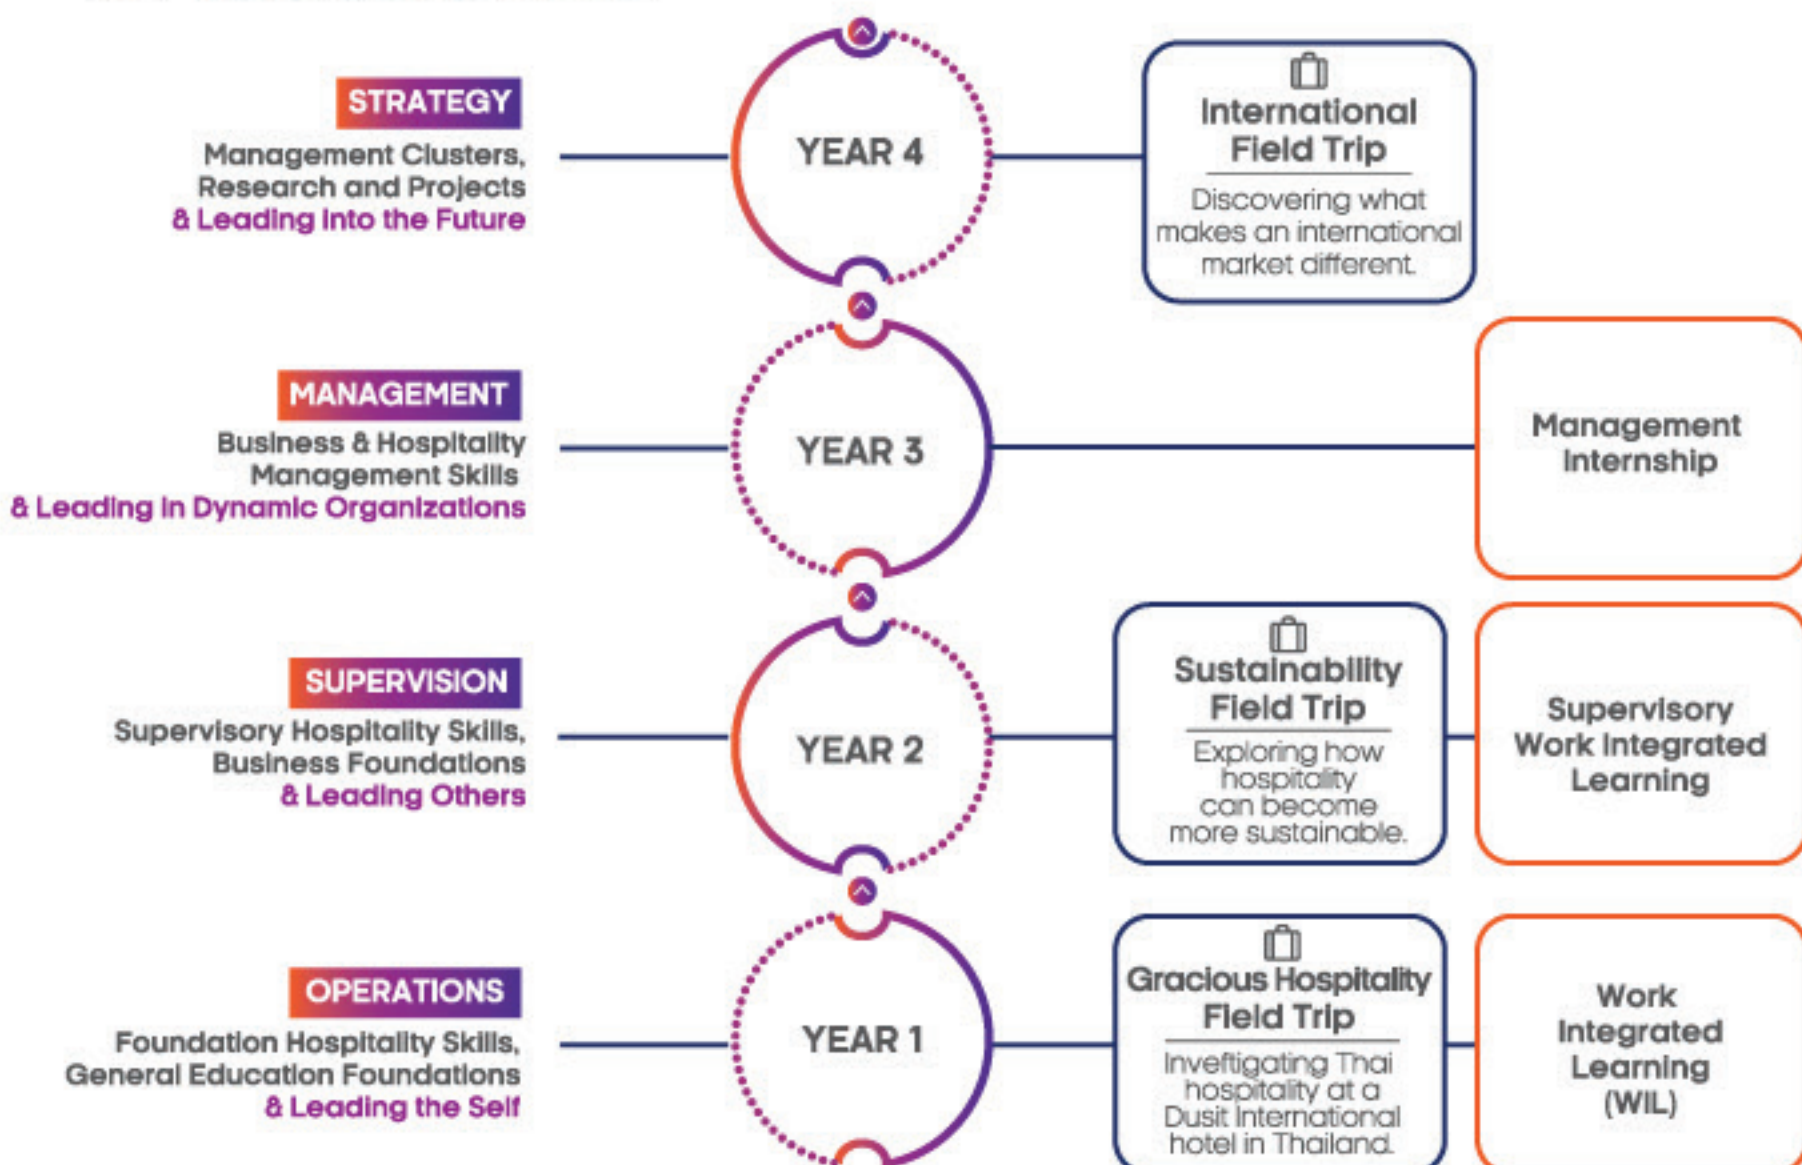 STRATEGY
Management Clusters,
Research and Projects
& Leading Into the Future
YEAR 4
International
Field Trip
Discovering what
makes an international
market different.
MANAGEMENT
Business & Hospitality
Management Skills
& Leading in Dynamic Organizations
YEAR 3
Management
Internship
SUPERVISION
Supervisory Hospitality Skills,
Business Foundations
& Leading Others
YEAR 2
Sustainability
Field Trip
Exploring how
hospitality
can become
more sustainable.
Supervisory
Work Integrated
Learning
OPERATIONS
Foundation Hospitality Skills,
General Education Foundations
& Leading the Self
YEAR 1
Gracious Hospitality
Field Trip
Inveftigating Thai
hospitality at a
Dusit International
hotel in Thailand.
Work
Integrated
Learning
(WIL)